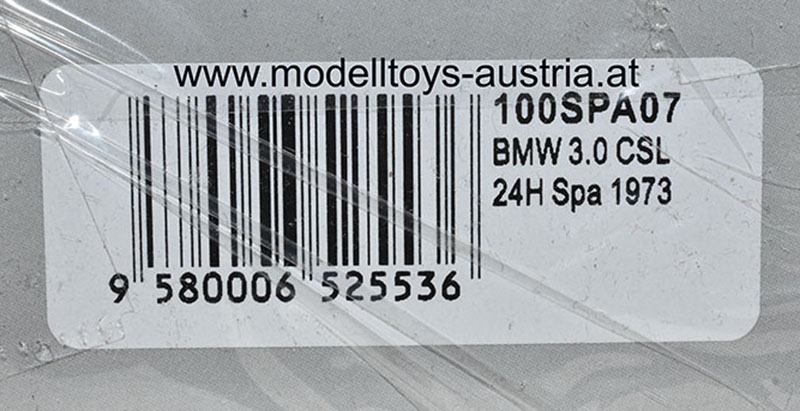 www.modelltoys-austria.at
100SPA07
BMW 3.0 CSL
24H Spa 1973
9 580006 525536